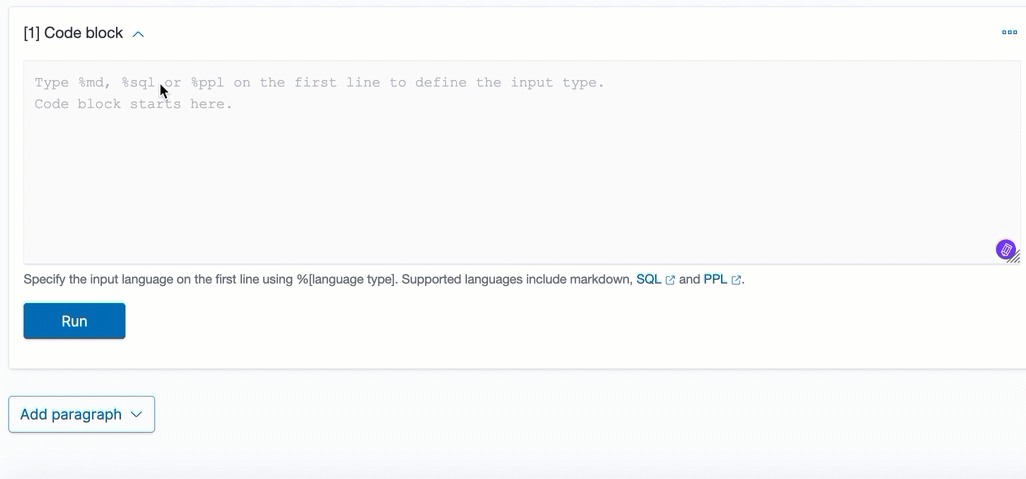 [1] Code block
Type %md, %sql or %ppl on the first line to define the input type.
Code block starts here.
Specify the input language on the first line using %[language type]. Supported languages include markdown, SQL and PPL.
Run
Add paragraph